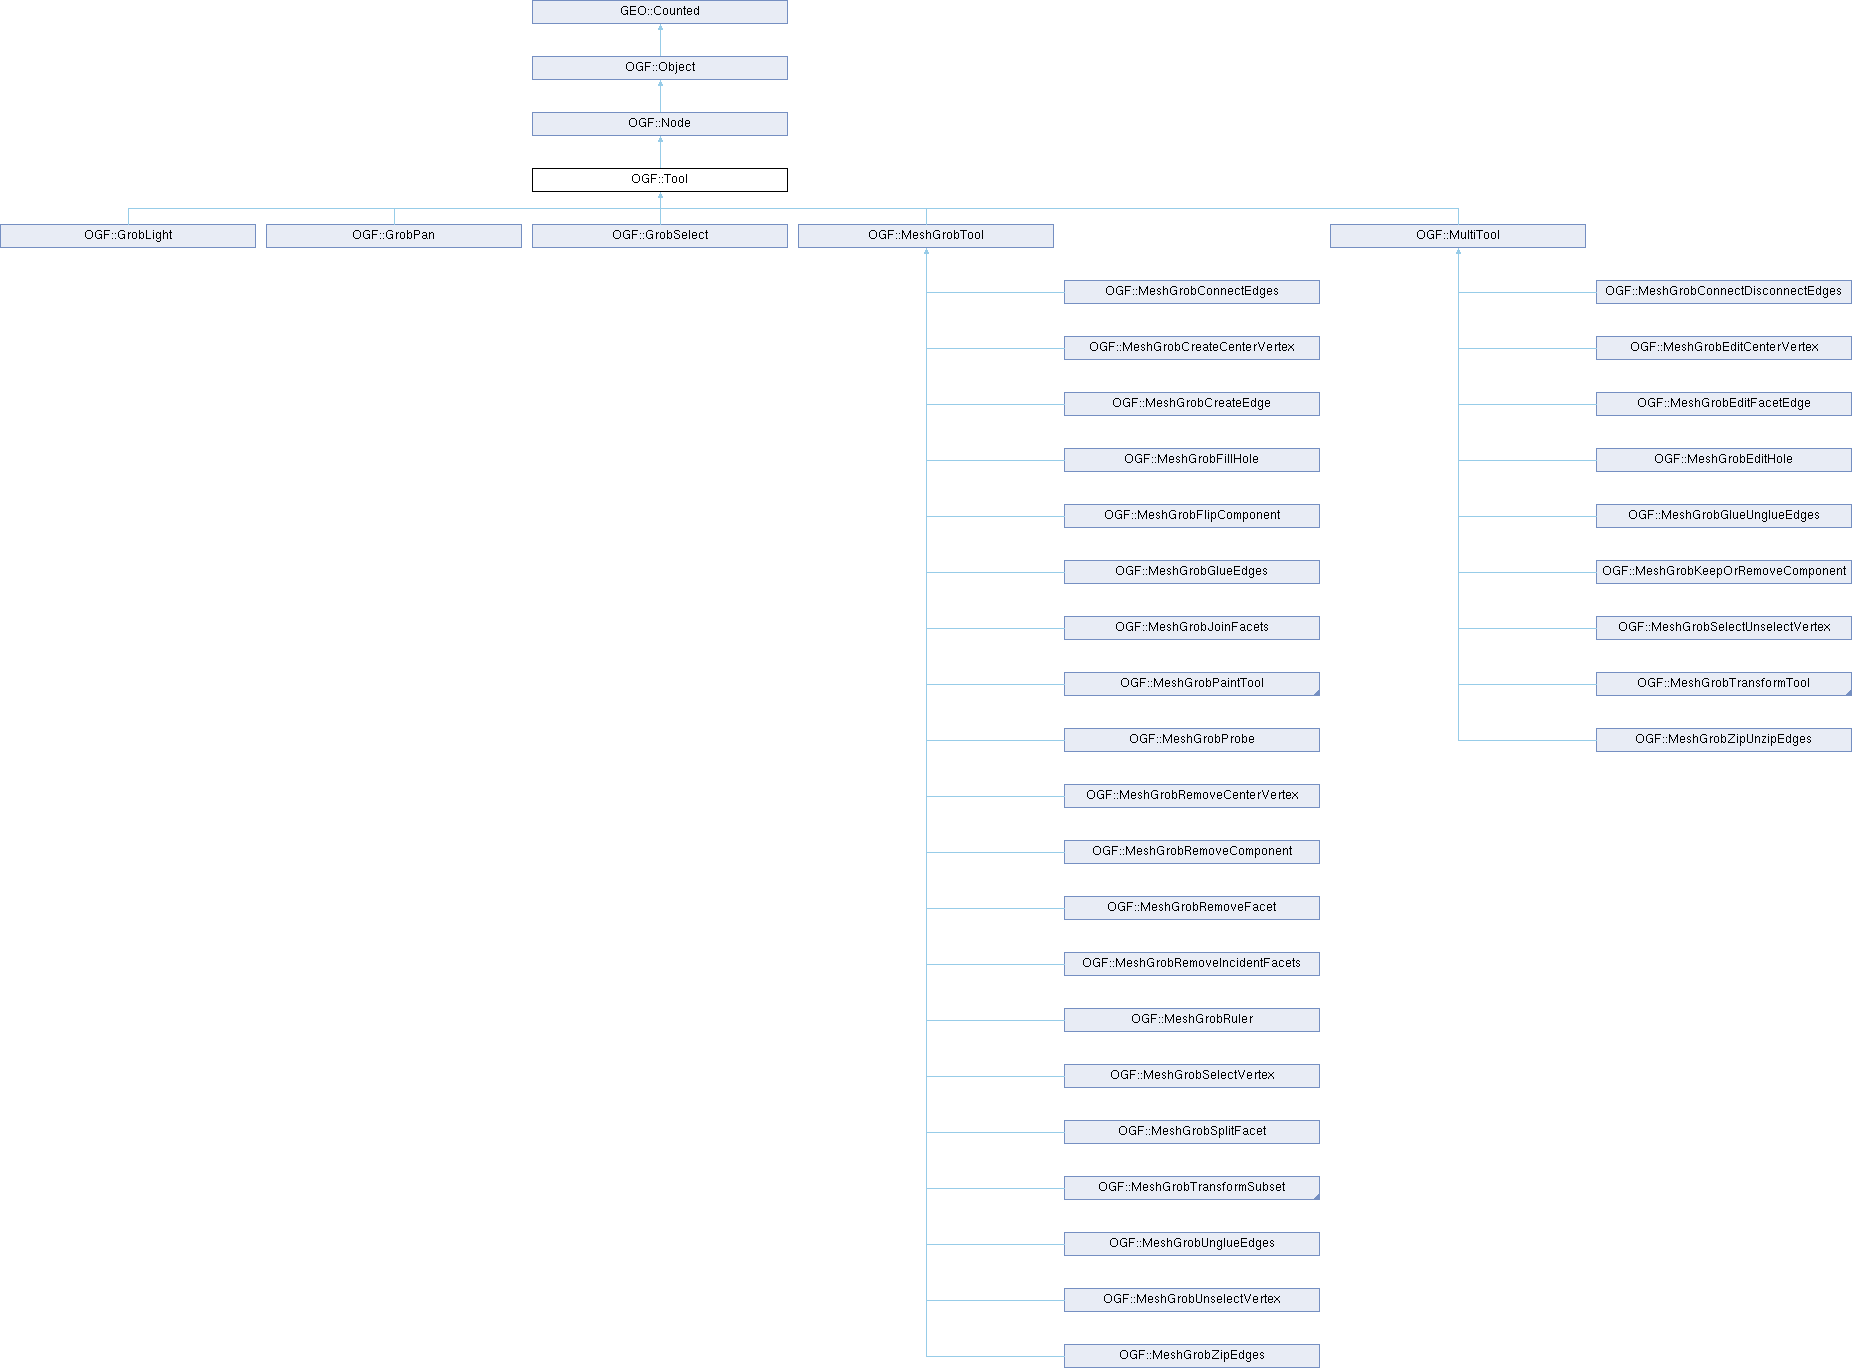 GEO::Counted
OGF::Object
OGF::Node
OGF::Tool
OGF::GrobLight
OGF::GrobPan
OGF::GrobSelect
OGF::MeshGrobTool
OGF::MultiTool
OGF::MeshGrobConnectEdges
OGF::MeshGrobCreateCenterVertex
OGF::MeshGrobCreateEdge
OGF::MeshGrobFillHole
OGF::MeshGrobFlipComponent
OGF::MeshGrobGlueEdges
OGF::MeshGrobJoinFacets
OGF::MeshGrobPaintTool
OGF::MeshGrobProbe
OGF::MeshGrobRemoveCenterVertex
OGF::MeshGrobRemoveComponent
OGF::MeshGrobRemoveFacet
OGF::MeshGrobRemoveIncidentFacets
OGF::MeshGrobRuler
OGF::MeshGrobSelectVertex
OGF::MeshGrobSplitFacet
OGF::MeshGrobTransformSubset
OGF::MeshGrobUnglueEdges
OGF::MeshGrobUnselectVertex
OGF::MeshGrobZipEdges
OGF::MeshGrobConnectDisconnectEdges
OGF::MeshGrobEditCenterVertex
OGF::MeshGrobEditFacetEdge
OGF::MeshGrobEditHole
OGF::MeshGrobGlueUnglueEdges
OGF::MeshGrobKeepOrRemoveComponent
OGF::MeshGrobSelectUnselectVertex
OGF::MeshGrobTransformTool
OGF::MeshGrobZipUnzipEdges